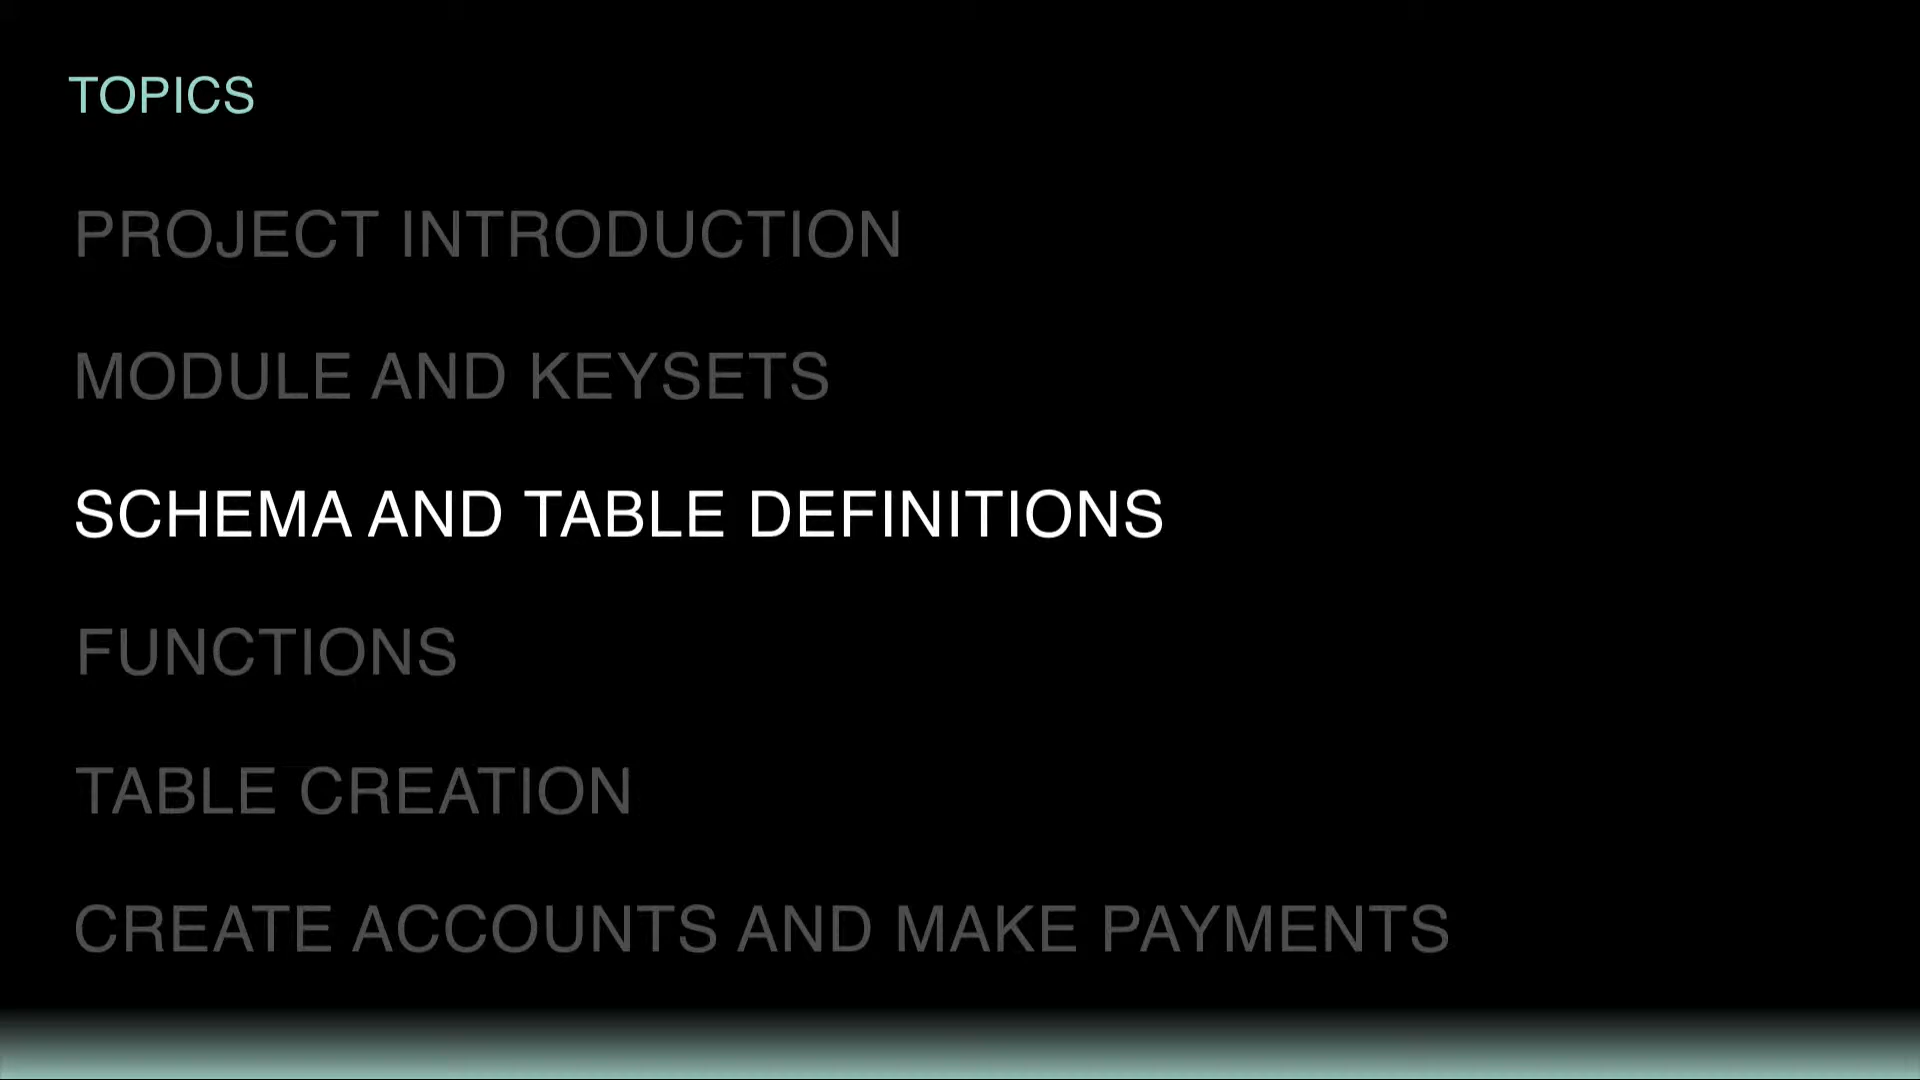 TOPICS
PROJECT INTRODUCTION
MODULE AND KEYSETS
SCHEMA AND TABLE DEFINITIONS
FUNCTIONS
TABLE CREATION
CREATE ACCOUNTS AND MAKE PAYMENTS